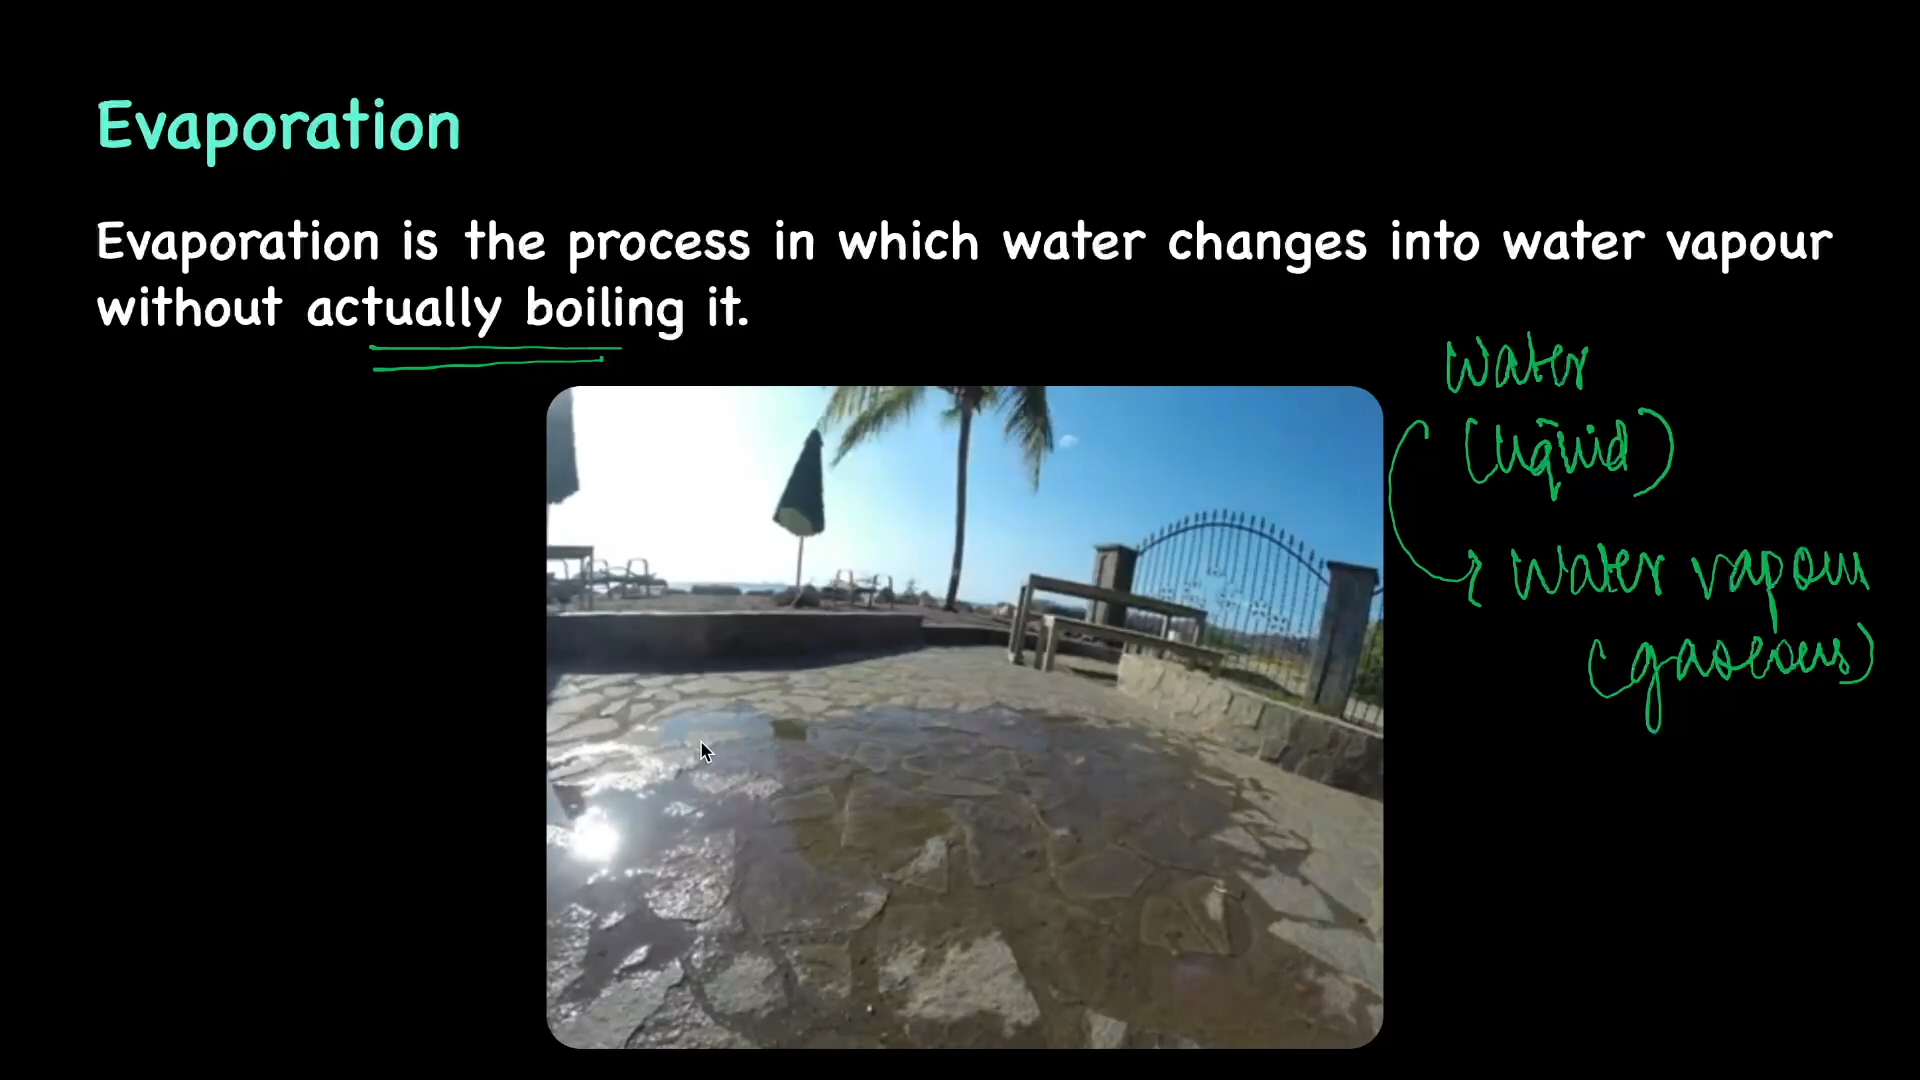 Evaporation
Evaporation is the process in which water changes into water vapour
without actually boiling it.
Water
(liquid)
Water vapour
(gaseous)